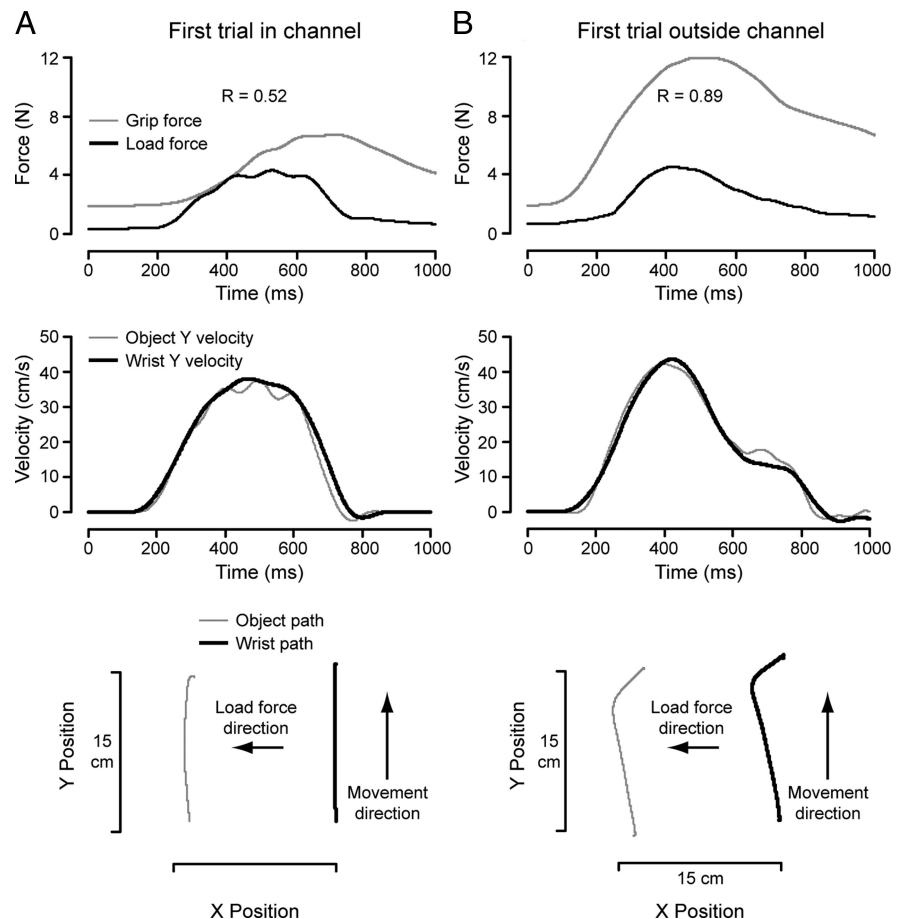 A
First trial in channel
Force (N)
12
8
4
0
R = 0.52
Grip force
Load force
0 200 400 600 800 1000
Time (ms)
B
First trial outside channel
Force (N)
12
8
4
0
R = 0.89
0 200 400 600 800 1000
Time (ms)
Velocity (cm/s)
50
40
30
20
10
0
Object Y velocity
Wrist Y velocity
0 200 400 600 800 1000
Time (ms)
Velocity (cm/s)
50
40
30
20
10
0
0 200 400 600 800 1000
Time (ms)
Object path
Wrist path
Y Position
15
cm
Load force
direction
Movement
direction
X Position
Y Position
15
cm
Load force
direction
Movement
direction
15 cm
X Position